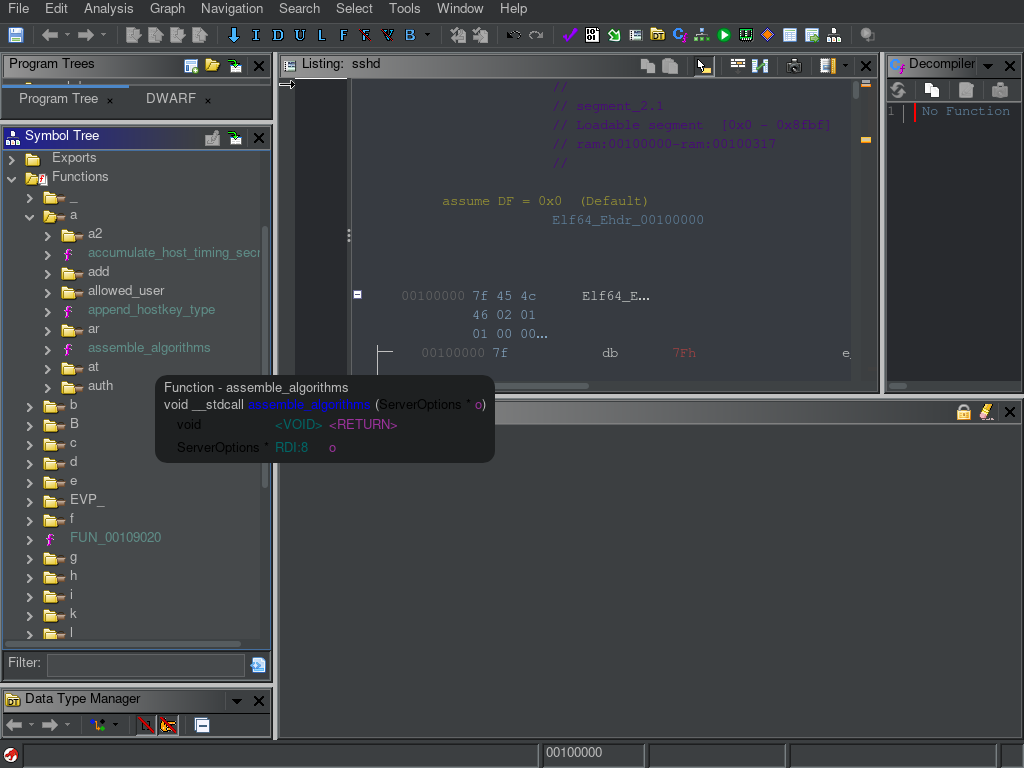 File Edit Analysis Graph Navigation Search Select Tools Window Help
I D U L F F V B
Program Trees
Program Tree × DWARF ×
Symbol Tree
Exports
Functions
_
a
a2
accumulate_host_timing_secr
add
allowed_user
append_hostkey_type
ar
assemble_algorithms
at
auth
b
B
c
d
e
EVP_
f
FUN_00109020
g
h
i
k
l
Filter:
Data Type Manager
Listing: sshd
//
// segment_2.1
// Loadable segment [0x0 - 0x8fbf]
// ram:00100000-ram:00100317
//
assume DF = 0x0 (Default)
Elf64_Ehdr_00100000
00100000 7f 45 4c Elf64_E...
46 02 01
01 00 00...
00100000 7f db 7Fh e_
Decompiler
1 No Function
Function - assemble_algorithms
void __stdcall assemble_algorithms (ServerOptions * o)
void <VOID> <RETURN>
ServerOptions * RDI:8 o
00100000